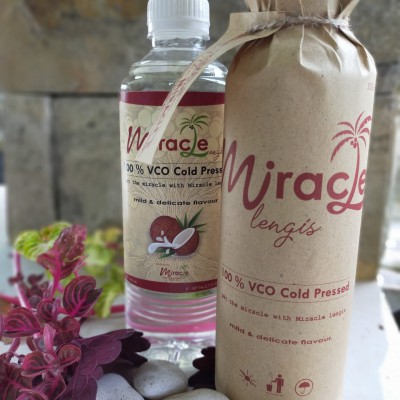 Miracle
100 % VCO Cold Pressed
mild & delicate flavour
Miracle
Miracle
lengis
100 % VCO Cold Pressed
Get the miracle with Miracle lengis
mild & delicate flavour